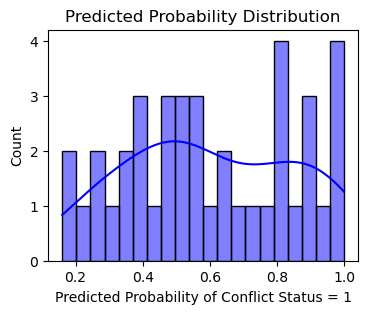 Predicted Probability Distribution
Count
4
3
2
1
0
0.2 0.4 0.6 0.8 1.0
Predicted Probability of Conflict Status = 1